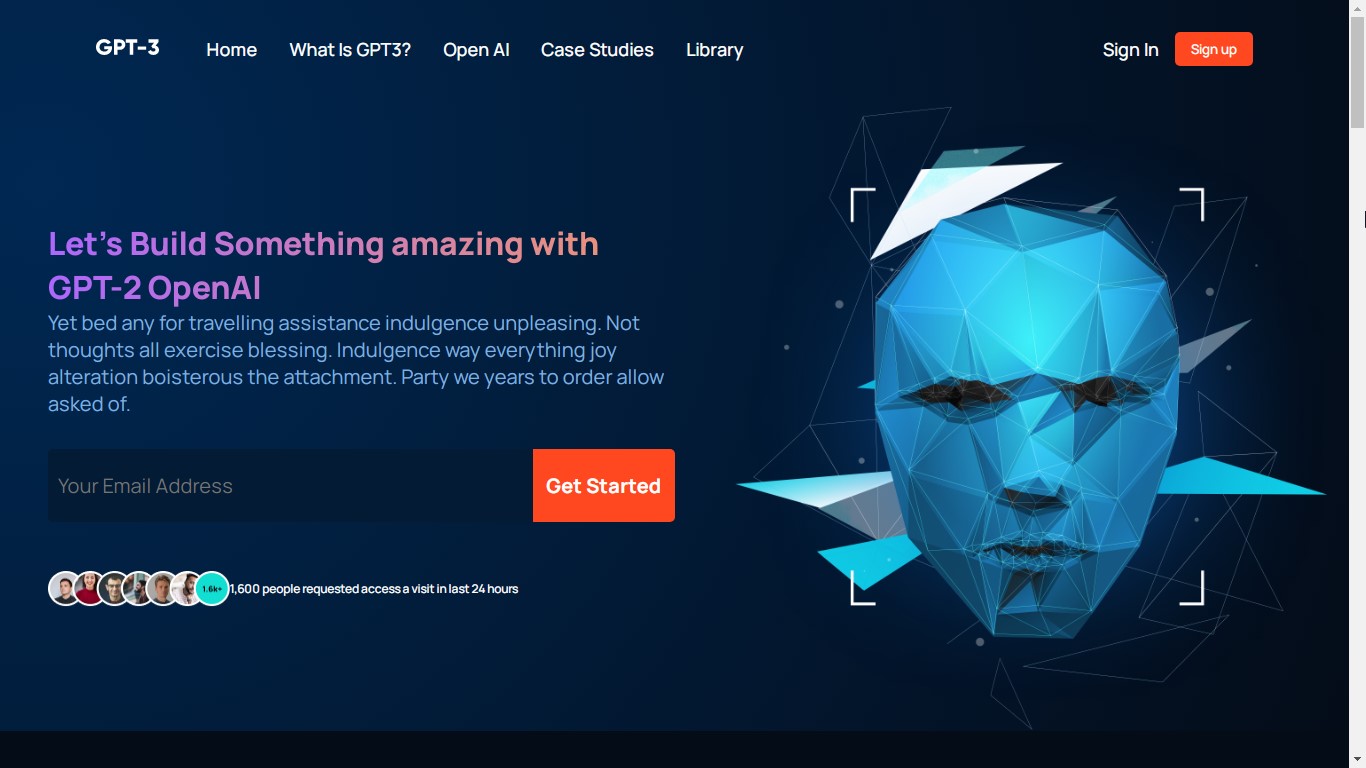 GPT-3
Home
What Is GPT3?
Open AI
Case Studies
Library
Sign In
Sign up
Let's Build Something amazing with
GPT-2 OpenAI
Yet bed any for travelling assistance indulgence unpleasing. Not
thoughts all exercise blessing. Indulgence way everything joy
alteration boisterous the attachment. Party we years to order allow
asked of.
Your Email Address
Get Started
1.6k+
1,600 people requested access a visit in last 24 hours